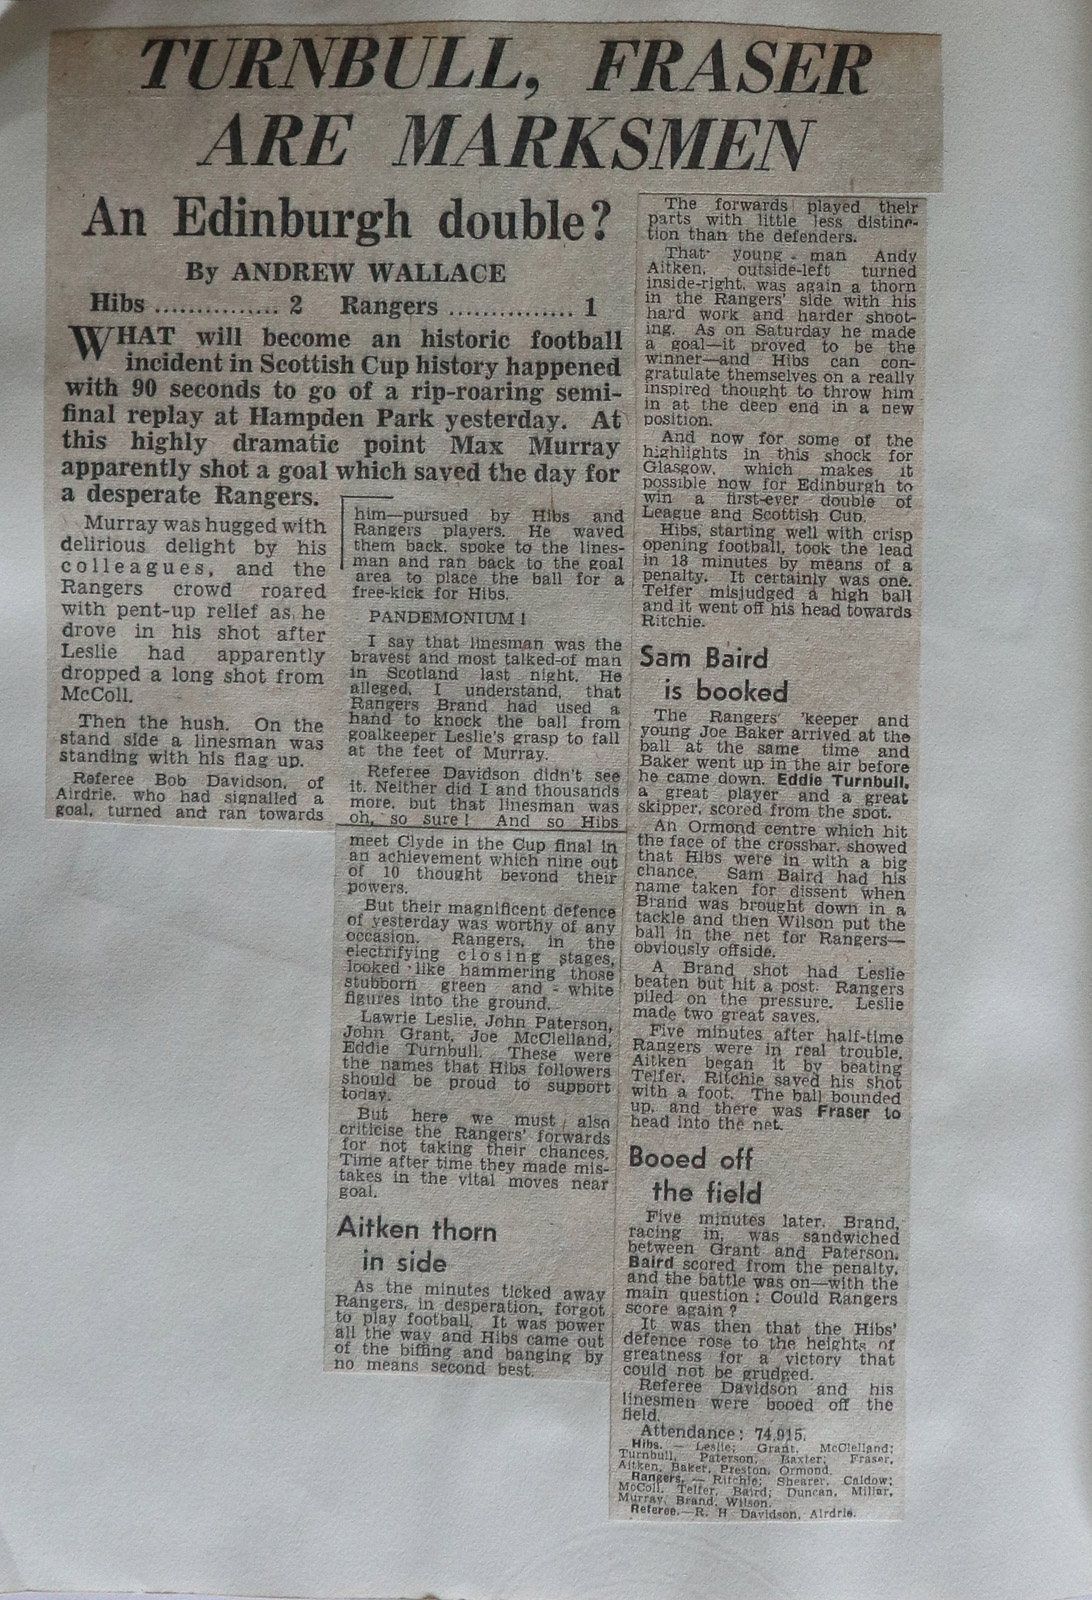 TURNBULL, FRASER
ARE MARKSMEN
An Edinburgh double?
By ANDREW WALLACE
Hibs ............... 2 Rangers ............... 1
WHAT will become an historic football
incident in Scottish Cup history happened
with 90 seconds to go of a rip-roaring semi-
final replay at Hampden Park yesterday. At
this highly dramatic point Max Murray
apparently shot a goal which saved the day for
a desperate Rangers.
Murray was hugged with
delirious delight by his
colleagues, and the
Rangers crowd roared
with pent-up relief as he
drove in his shot after
Leslie had apparently
dropped a long shot from
McColl.
Then the hush. On the
stand side a linesman was
standing with his flag up.
Referee Bob Davidson, of
Airdrie, who had signalled a
goal, turned and ran towards
him—pursued by Hibs and
Rangers players. He waved
them back, spoke to the lines-
man and ran back to the goal
area to place the ball for a
free-kick for Hibs.
PANDEMONIUM!
I say that linesman was the
bravest and most talked-of man
in Scotland last night. He
alleged, I understand, that
Rangers Brand had used a
hand to knock the ball from
goalkeeper Leslie's grasp to fall
at the feet of Murray.
Referee Davidson didn't see
it. Neither did I and thousands
more, but that linesman was
oh, so sure! And so Hibs
meet Clyde in the Cup final in
an achievement which nine out
of 10 thought beyond their
powers.
But their magnificent defence
of yesterday was worthy of any
occasion. Rangers, in the
electrifying closing stages,
looked like hammering those
stubborn green and - white
figures into the ground.
Lawrie Leslie, John Paterson,
John Grant, Joe McClelland,
Eddie Turnbull. These were
the names that Hibs followers
should be proud to support
today.
But here we must also
criticise the Rangers' forwards
for not taking their chances.
Time after time they made mis-
takes in the vital moves near
goal.
Aitken thorn
in side
As the minutes ticked away
Rangers, in desperation, forgot
to play football. It was power
all the way and Hibs came out
of the biffing and banging by
no means second best.
The forwards played their
parts with little less distinc-
tion than the defenders.
That young man Andy
Aitken, outside-left turned
inside-right, was again a thorn
in the Rangers' side with his
hard work and harder shoot-
ing. As on Saturday he made
a goal—it proved to be the
winner—and Hibs can con-
gratulate themselves on a really
inspired thought to throw him
in at the deep end in a new
position.
And now for some of the
highlights in this shock for
Glasgow, which makes it
possible now for Edinburgh to
win a first-ever double of
League and Scottish Cup.
Hibs, starting well with crisp
opening football, took the lead
in 18 minutes by means of a
penalty. It certainly was one.
Telfer misjudged a high ball
and it went off his head towards
Ritchie.
Sam Baird
is booked
The Rangers' 'keeper and
young Joe Baker arrived at the
ball at the same time and
Baker went up in the air before
he came down. Eddie Turnbull,
a great player and a great
skipper, scored from the spot.
An Ormond centre which hit
the face of the crossbar, showed
that Hibs were in with a big
chance. Sam Baird had his
name taken for dissent when
Brand was brought down in a
tackle and then Wilson put the
ball in the net for Rangers—
obviously offside.
A Brand shot had Leslie
beaten but hit a post. Rangers
piled on the pressure. Leslie
made two great saves.
Five minutes after half-time
Rangers were in real trouble.
Aitken began it by beating
Telfer. Ritchie saved his shot
with a foot. The ball bounded
up, and there was Fraser to
head into the net.
Booed off
the field
Five minutes later, Brand,
racing in, was sandwiched
between Grant and Paterson.
Baird scored from the penalty,
and the battle was on—with the
main question: Could Rangers
score again?
It was then that the Hibs'
defence rose to the heights of
greatness for a victory that
could not be grudged.
Referee Davidson and his
linesmen were booed off the
field.
Attendance: 74,915.
Hibs. — Leslie; Grant, McClelland;
Turnbull, Paterson, Baxter; Fraser,
Aitken, Baker, Preston, Ormond.
Rangers. — Ritchie; Shearer, Caldow;
McColl, Telfer, Baird; Duncan, Millar,
Murray, Brand, Wilson.
Referee.—R. H Davidson, Airdrie.